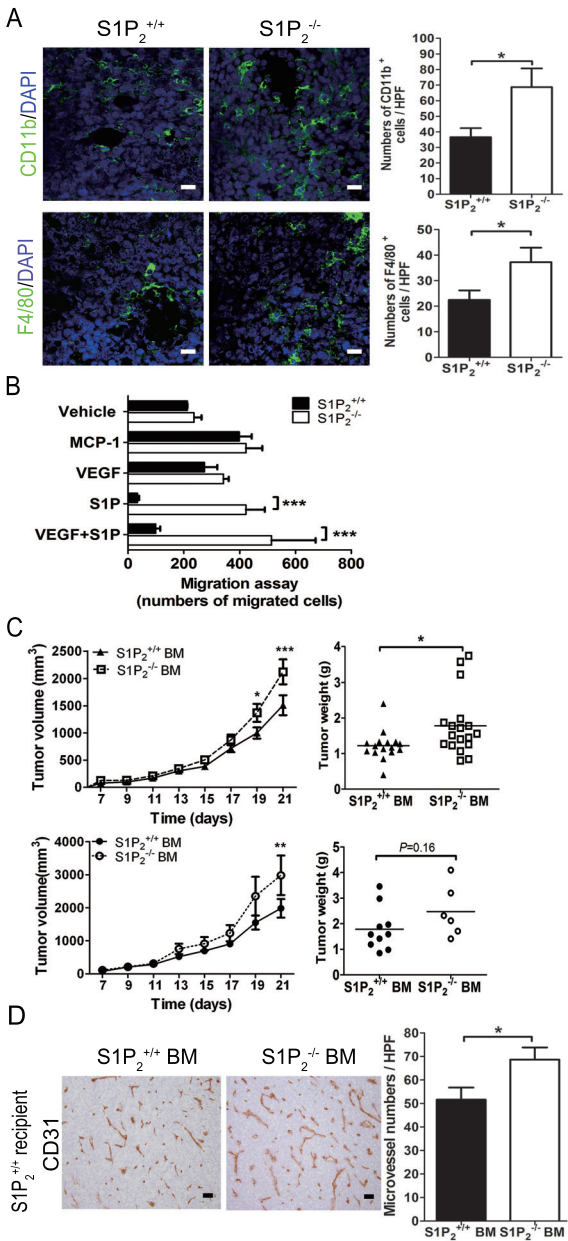 A
S1P2+/+ S1P2-/-
CD11b/DAPI
Numbers of CD11b+ cells / HPF
100
90
80
70
60
50
40
30
20
10
0
*
S1P2+/+ S1P2-/-
F4/80/DAPI
Numbers of F4/80+ cells / HPF
50
40
30
20
10
0
*
S1P2+/+ S1P2-/-
B
S1P2+/+
S1P2-/-
Vehicle
MCP-1
VEGF
S1P ***
VEGF+S1P ***
0 200 400 600 800
Migration assay
(numbers of migrated cells)
C
Tumor volume (mm3)
2500
2000
1500
1000
500
0
S1P2+/+ BM
S1P2-/- BM
* ***
7 9 11 13 15 17 19 21
Time (days)
Tumor weight (g)
4
3
2
1
0
*
S1P2+/+ BM S1P2-/- BM
Tumor volume(mm3)
4000
3000
2000
1000
0
S1P2+/+ BM
S1P2-/- BM
**
7 9 11 13 15 17 19 21
Time (days)
Tumor weight (g)
5
4
3
2
1
0
P=0.16
S1P2+/+ BM S1P2-/- BM
D
S1P2+/+ BM S1P2-/- BM
S1P2+/+ recipient
CD31
Microvessel numbers / HPF
80
70
60
50
40
30
20
10
0
*
S1P2+/+ BM S1P2-/- BM